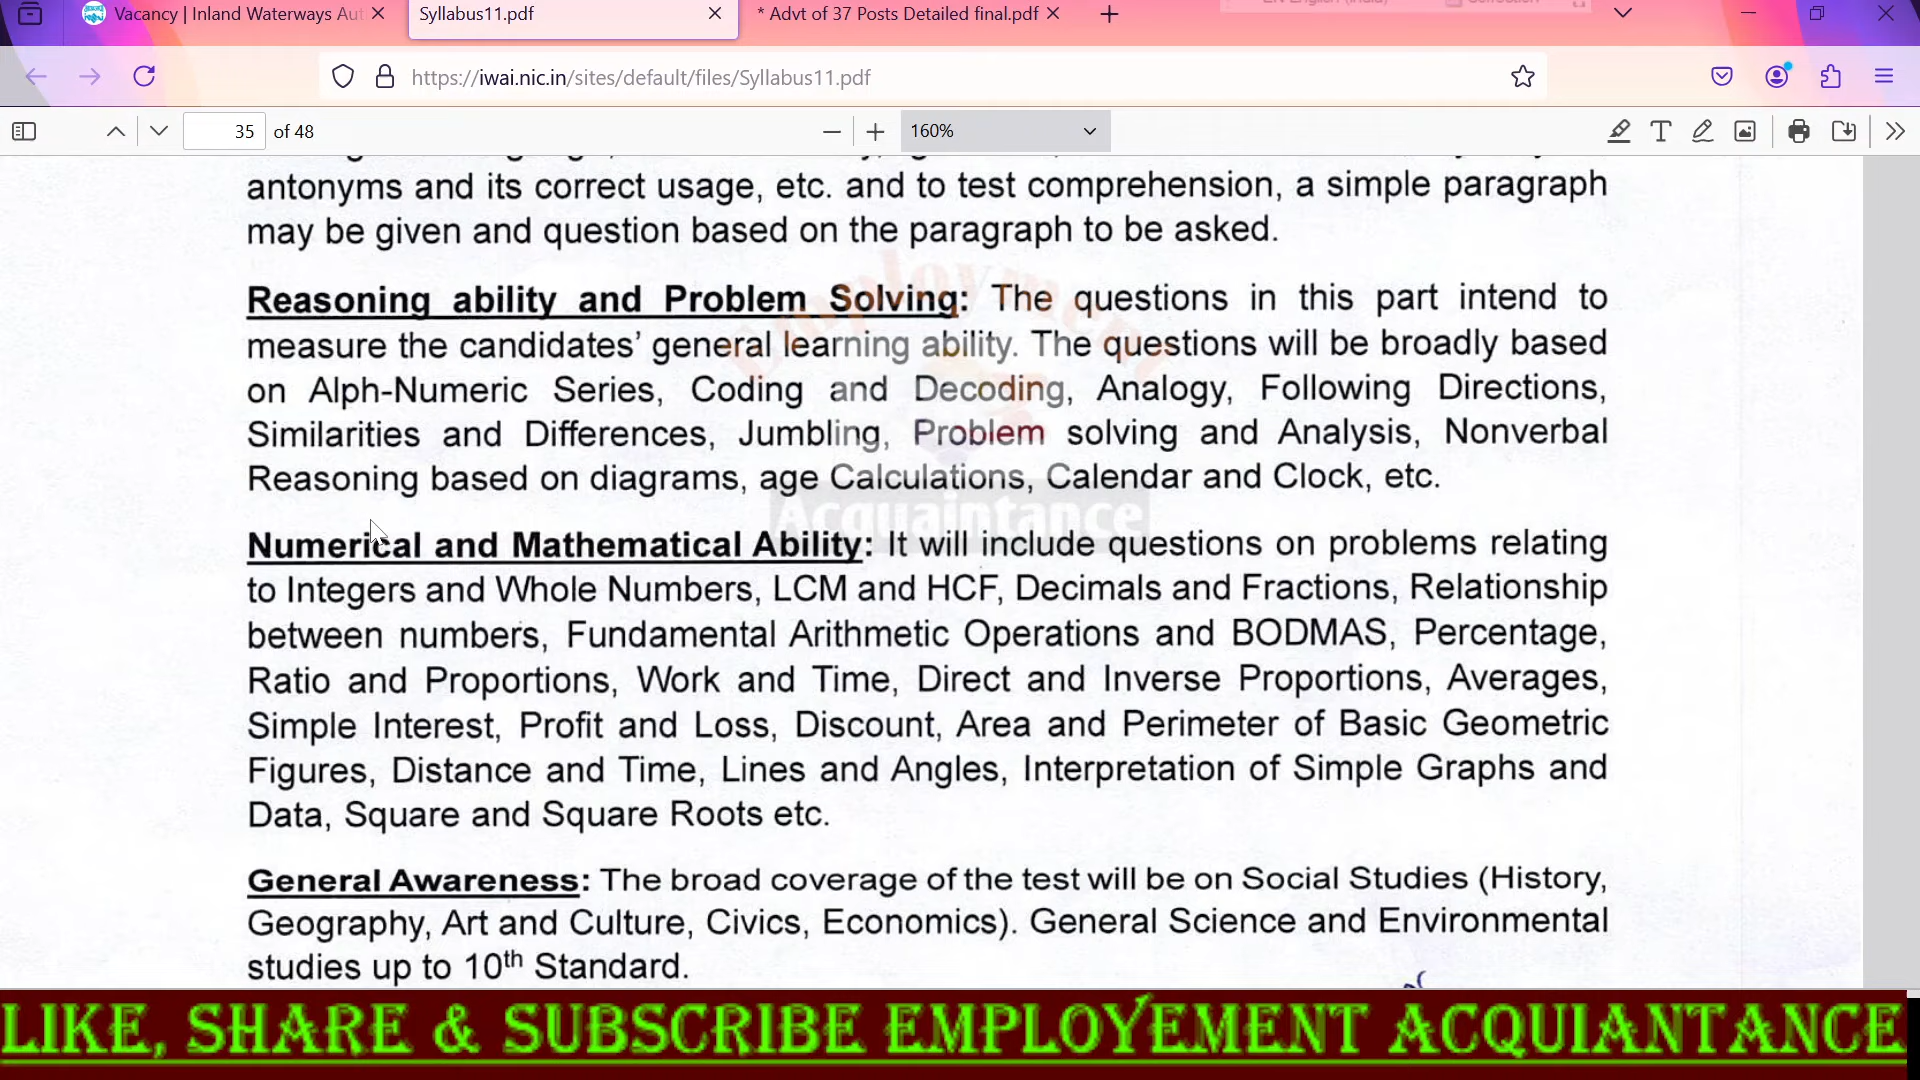 Vacancy | Inland Waterways Aut
Syllabus11.pdf
* Advt of 37 Posts Detailed final.pdf
https://iwai.nic.in/sites/default/files/Syllabus11.pdf
35 of 48
160%
antonyms and its correct usage, etc. and to test comprehension, a simple paragraph
may be given and question based on the paragraph to be asked.
Reasoning ability and Problem Solving: The questions in this part intend to
measure the candidates' general learning ability. The questions will be broadly based
on Alph-Numeric Series, Coding and Decoding, Analogy, Following Directions,
Similarities and Differences, Jumbling, Problem solving and Analysis, Nonverbal
Reasoning based on diagrams, age Calculations, Calendar and Clock, etc.
Employment
Acquaintance
Numerical and Mathematical Ability: It will include questions on problems relating
to Integers and Whole Numbers, LCM and HCF, Decimals and Fractions, Relationship
between numbers, Fundamental Arithmetic Operations and BODMAS, Percentage,
Ratio and Proportions, Work and Time, Direct and Inverse Proportions, Averages,
Simple Interest, Profit and Loss, Discount, Area and Perimeter of Basic Geometric
Figures, Distance and Time, Lines and Angles, Interpretation of Simple Graphs and
Data, Square and Square Roots etc.
General Awareness: The broad coverage of the test will be on Social Studies (History,
Geography, Art and Culture, Civics, Economics). General Science and Environmental
studies up to 10th Standard.
LIKE, SHARE & SUBSCRIBE EMPLOYEMENT ACQUIANTANCE